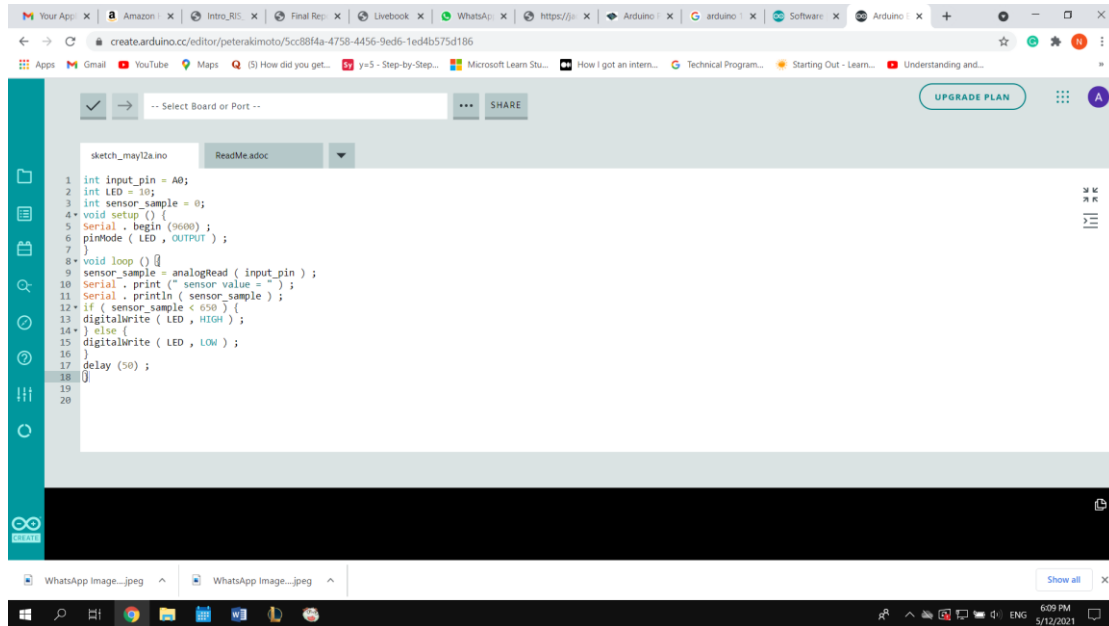 Your Appl
Amazon
Intro_RIS_
Final Rep
Livebook
WhatsAp
https://ja
Arduino
arduino
Software
Arduino
create.arduino.cc/editor/peterakimoto/5cc88f4a-4758-4456-9ed6-1ed4b575d186
Apps
Gmail
YouTube
Maps
(5) How did you get...
y=5 - Step-by-Step...
Microsoft Learn Stu...
How I got an intern...
Technical Program...
Starting Out - Learn...
Understanding and...
-- Select Board or Port --
SHARE
UPGRADE PLAN
A
sketch_may12a.ino
ReadMe.adoc
1 int input_pin = A0;
2 int LED = 10;
3 int sensor_sample = 0;
4 void setup () {
5 Serial . begin (9600) ;
6 pinMode ( LED , OUTPUT ) ;
7 }
8 void loop () {
9 sensor_sample = analogRead ( input_pin ) ;
10 Serial . print (" sensor value = " ) ;
11 Serial . println ( sensor_sample ) ;
12 if ( sensor_sample < 650 ) {
13 digitalWrite ( LED , HIGH ) ;
14 } else {
15 digitalWrite ( LED , LOW ) ;
16 }
17 delay (50) ;
18 }
19
20
CREATE
WhatsApp Image....jpeg
WhatsApp Image....jpeg
Show all
ENG
6:09 PM
5/12/2021